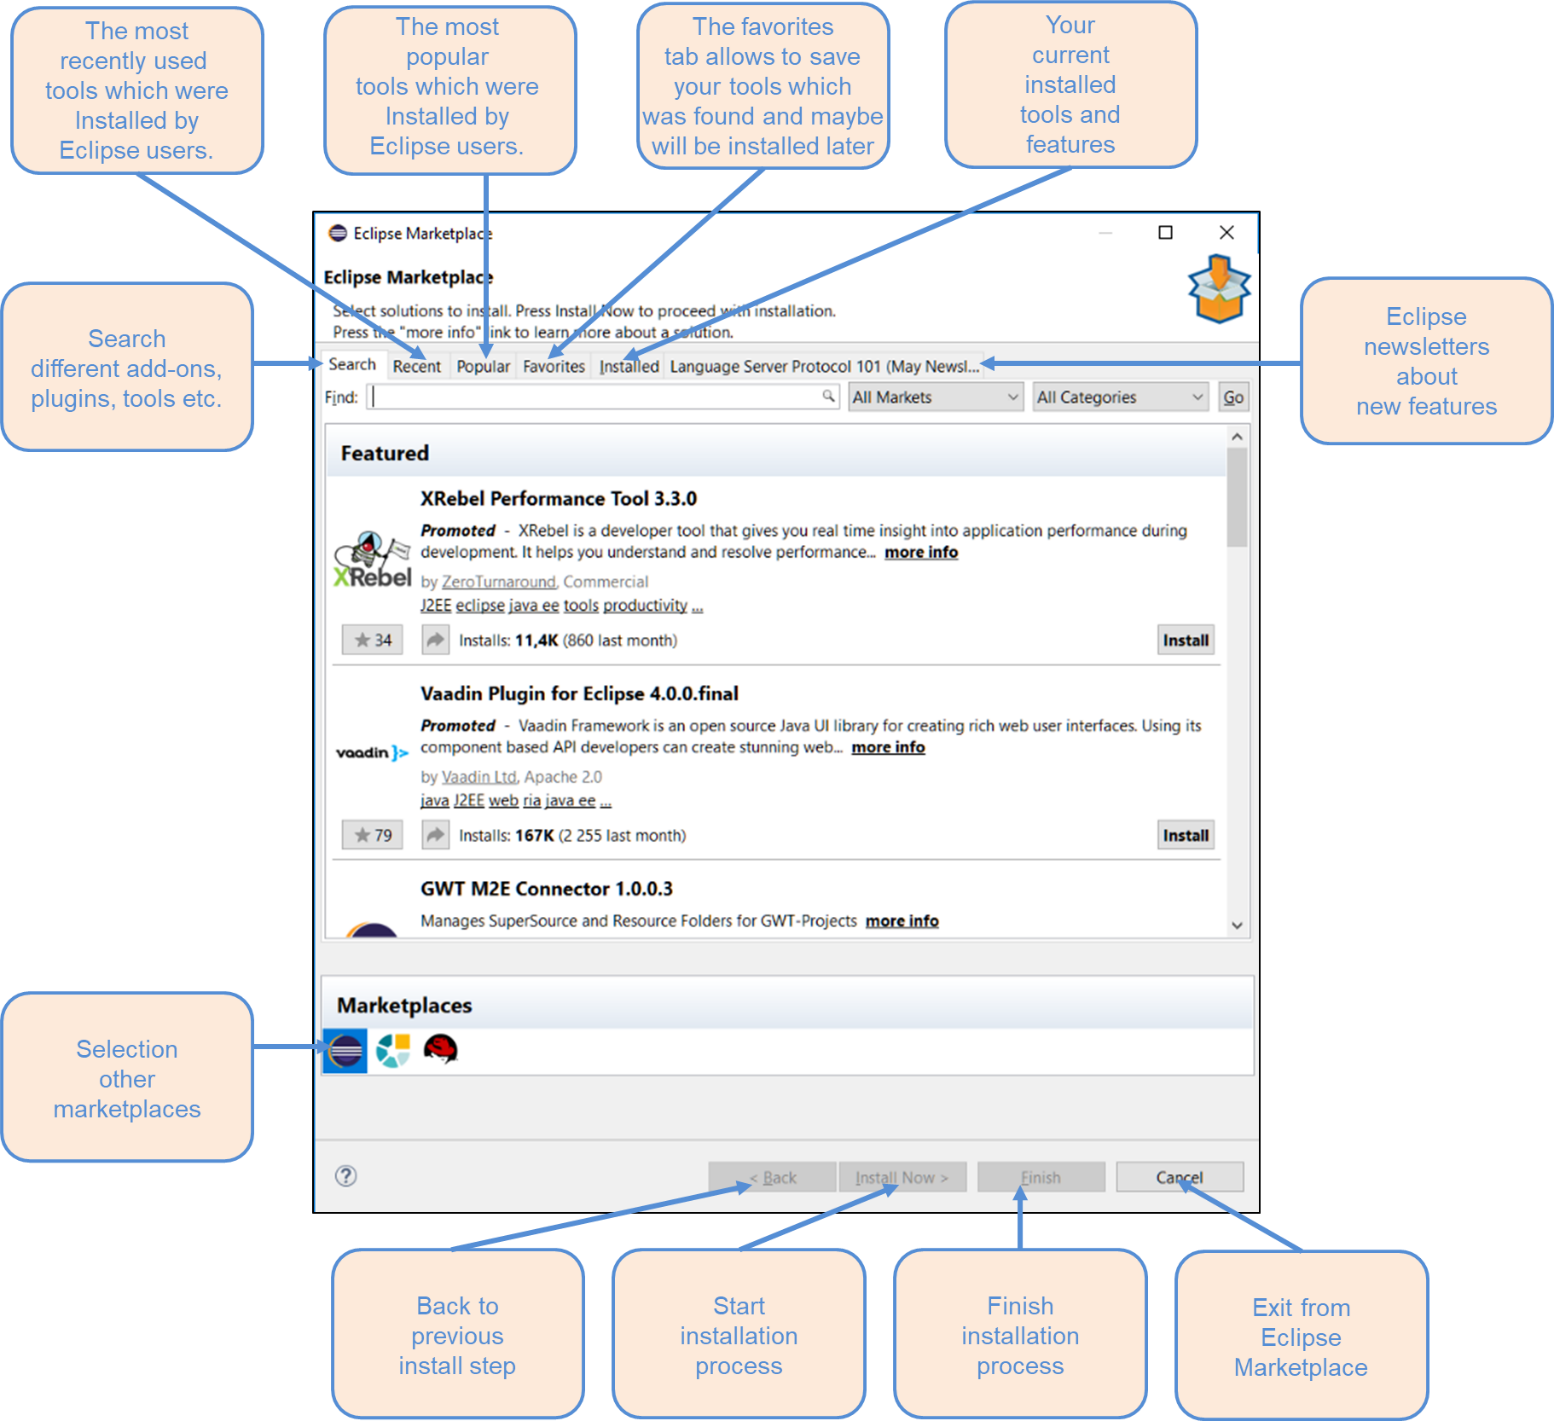 The most
recently used
tools which were
Installed by
Eclipse users.
The most
popular
tools which were
Installed by
Eclipse users.
The favorites
tab allows to save
your tools which
was found and maybe
will be installed later
Your
current
installed
tools and
features
Search
different add-ons,
plugins, tools etc.
Eclipse
newsletters
about
new features
Eclipse Marketplace
Eclipse Marketplace
Select solutions to install. Press Install Now to proceed with installation.
Press the "more info" link to learn more about a solution.
Search Recent Popular Favorites Installed Language Server Protocol 101 (May Newsl...
Find: All Markets All Categories Go
Featured
XRebel Performance Tool 3.3.0
Promoted - XRebel is a developer tool that gives you real time insight into application performance during
development. It helps you understand and resolve performance... more info
XRebel
by ZeroTurnaround, Commercial
J2EE eclipse java ee tools productivity ...
34 Installs: 11,4K (860 last month) Install
Vaadin Plugin for Eclipse 4.0.0.final
Promoted - Vaadin Framework is an open source Java UI library for creating rich web user interfaces. Using its
component based API developers can create stunning web... more info
vaadin }>
by Vaadin Ltd, Apache 2.0
java J2EE web ria java ee ...
79 Installs: 167K (2 255 last month) Install
GWT M2E Connector 1.0.0.3
Manages SuperSource and Resource Folders for GWT-Projects more info
Marketplaces
Selection
other
marketplaces
? < Back Install Now > Finish Cancel
Back to
previous
install step
Start
installation
process
Finish
installation
process
Exit from
Eclipse
Marketplace